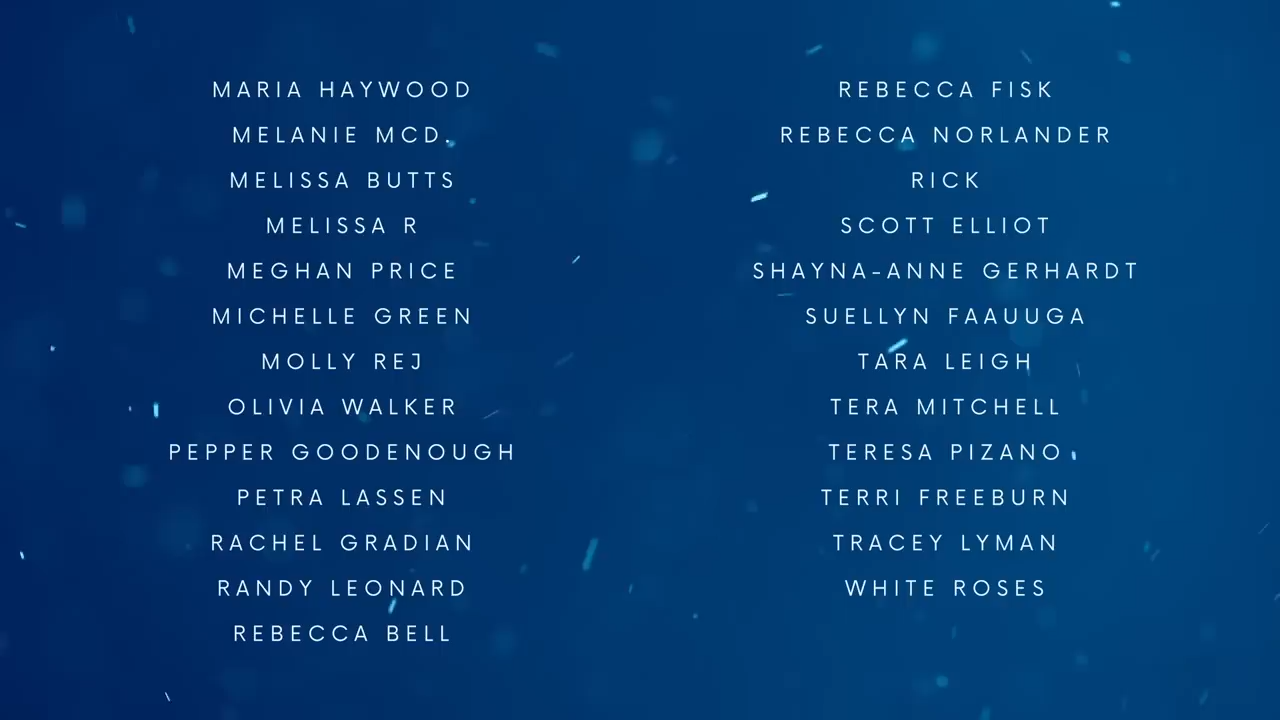 MARIA HAYWOOD
MELANIE MCD.
MELISSA BUTTS
MELISSA R
MEGHAN PRICE
MICHELLE GREEN
MOLLY REJ
OLIVIA WALKER
PEPPER GOODENOUGH
PETRA LASSEN
RACHEL GRADIAN
RANDY LEONARD
REBECCA BELL
REBECCA FISK
REBECCA NORLANDER
RICK
SCOTT ELLIOT
SHAYNA-ANNE GERHARDT
SUELLYN FAAUUGA
TARA LEIGH
TERA MITCHELL
TERESA PIZANO
TERRI FREEBURN
TRACEY LYMAN
WHITE ROSES